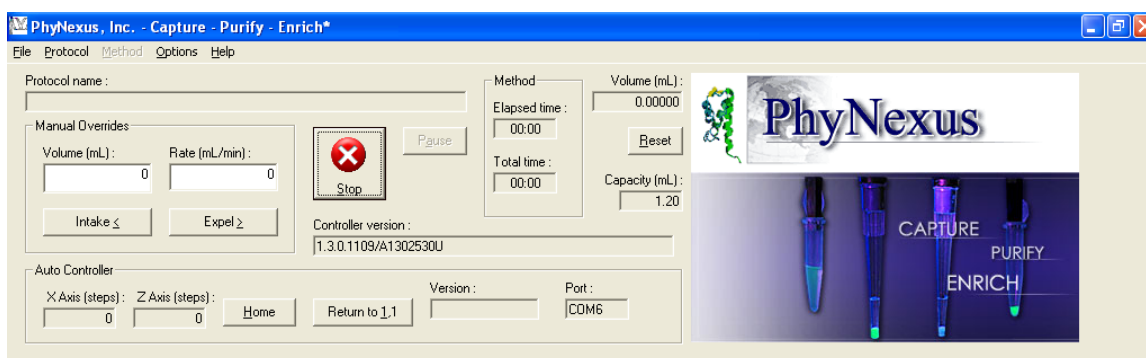 PhyNexus, Inc. - Capture - Purify - Enrich*
File Protocol Method Options Help
Protocol name :
Manual Overrides
Volume (mL) : Rate (mL/min) :
0 0
Intake < Expel >
Stop
Pause
Method
Elapsed time :
00:00
Total time :
00:00
Volume (mL) :
0.00000
Reset
Capacity (mL) :
1.20
Controller version :
1.3.0.1109/A1302530U
Auto Controller
X Axis (steps) : Z Axis (steps) : Version : Port :
0 0 Home Return to 1,1 COM6
PhyNexus
CAPTURE
PURIFY
ENRICH